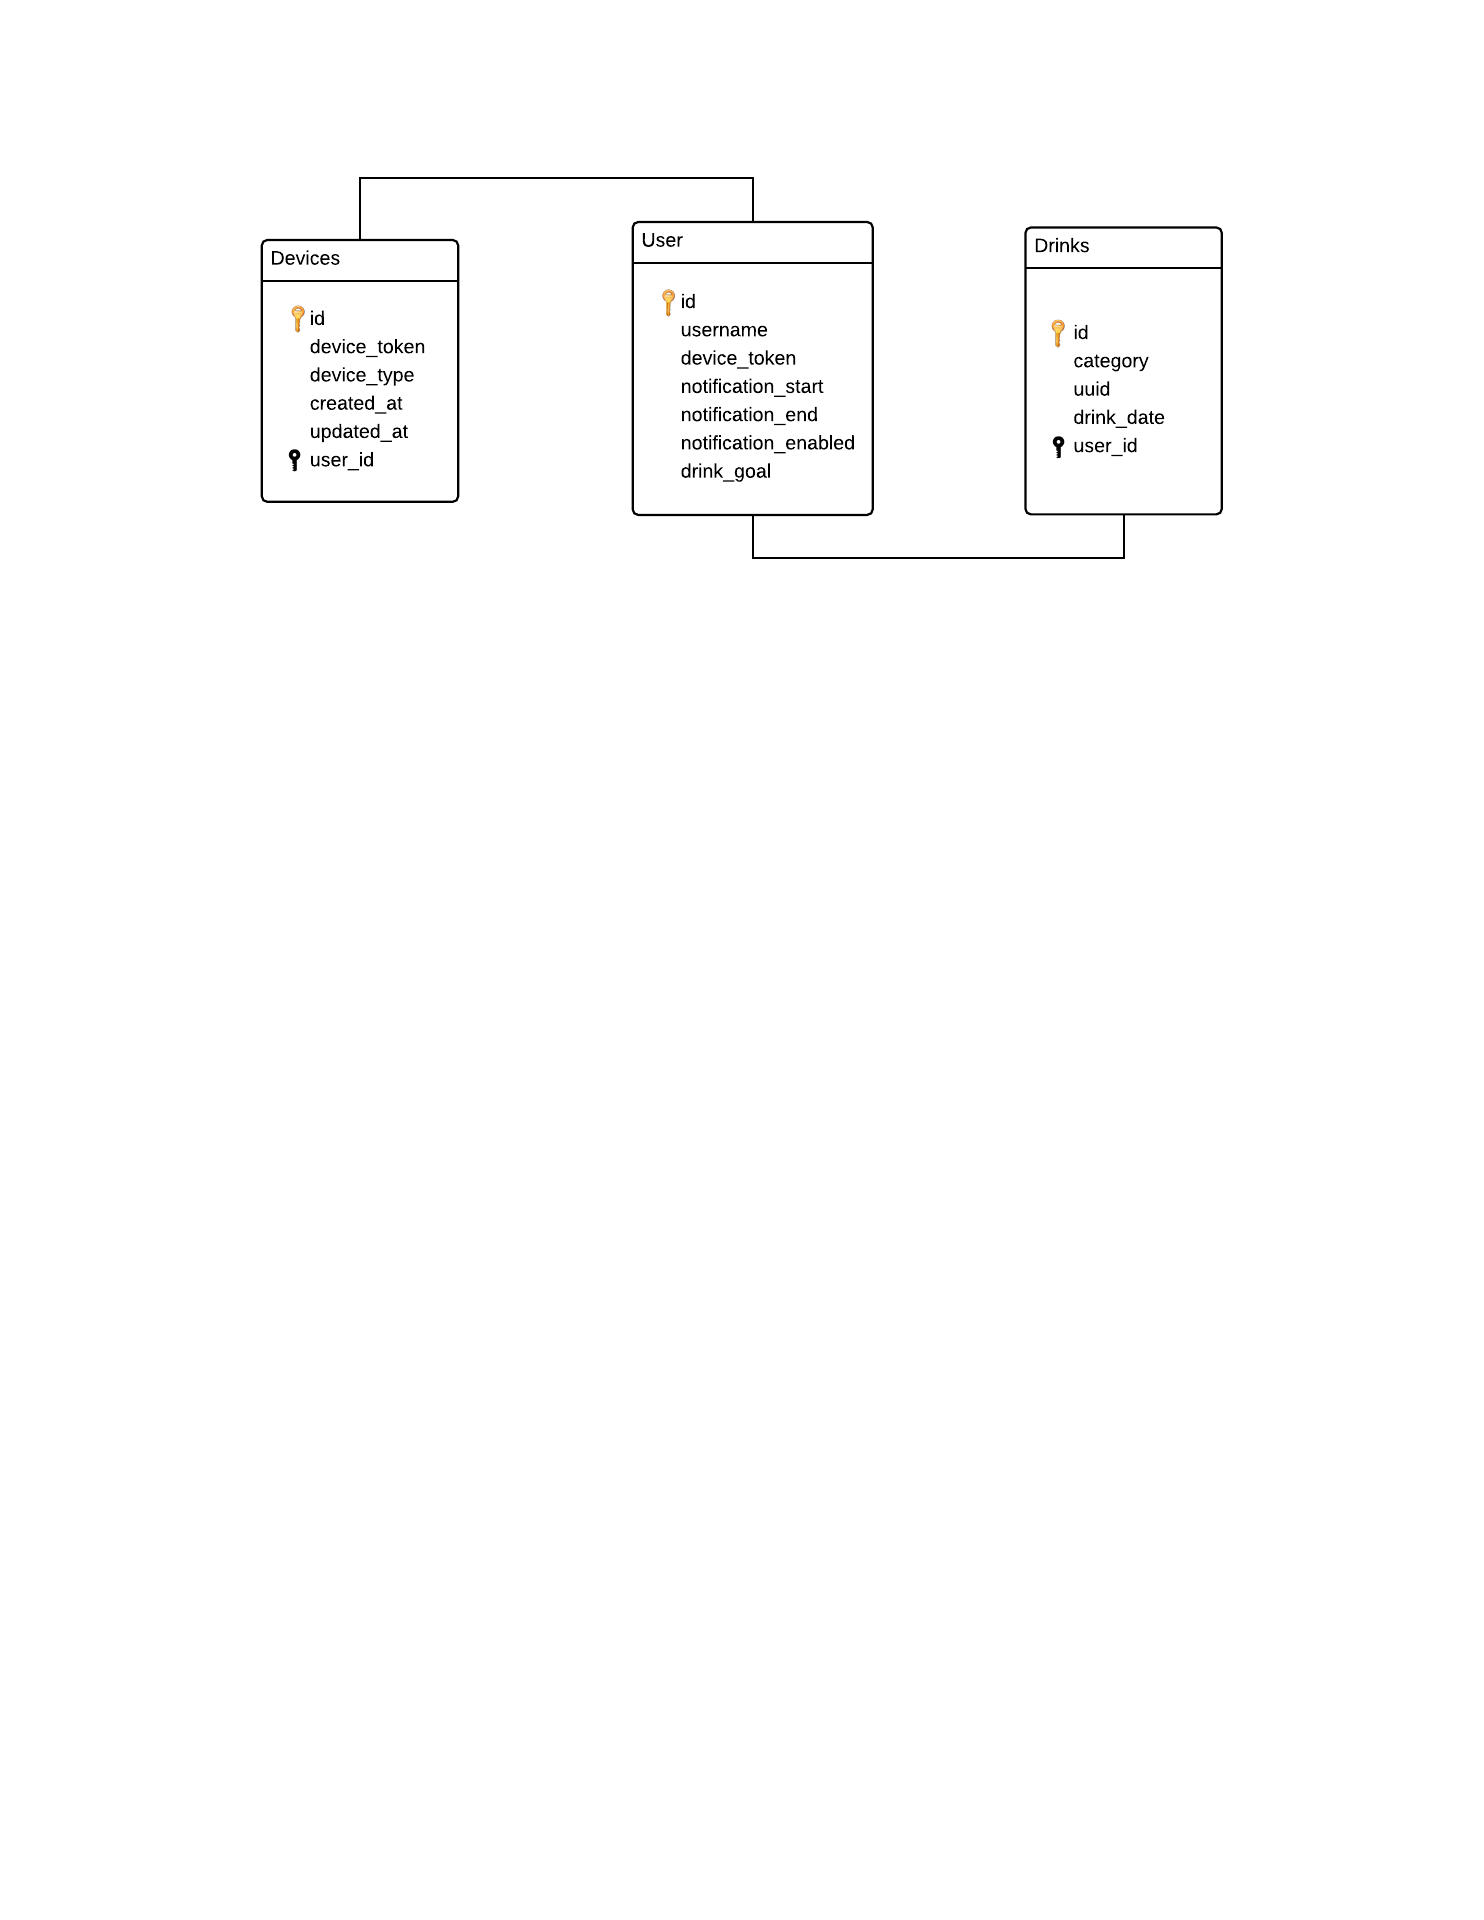 Devices
id
device_token
device_type
created_at
updated_at
user_id
User
id
username
device_token
notification_start
notification_end
notification_enabled
drink_goal
Drinks
id
category
uuid
drink_date
user_id